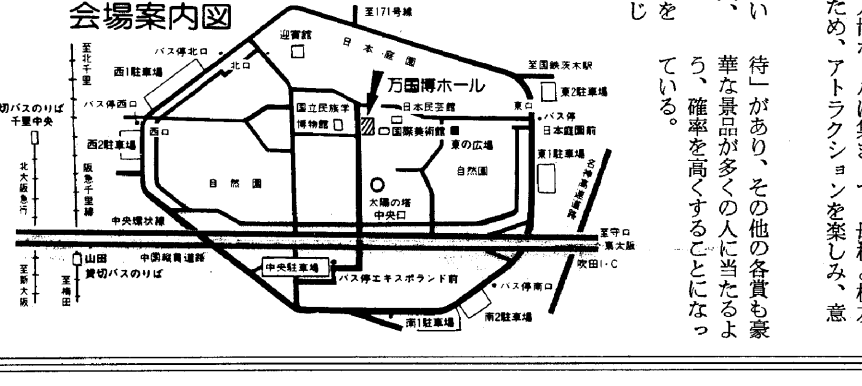 め、アトラクションを楽しみ、意
じ
を
い
待」があり、その他の各賞も豪
華な景品が多くの人に当たるよ
う、確率を高くすることになっ
ている。
会場案内図
至171号線
迎賓館
日本庭園
バス停北口
北口
至北千里
西1駐車場
万国博ホール
至国鉄茨木駅
東2駐車場
切バスのりば
千里中央
バス停西口
西口
国立民族学
博物館
日本民芸館
国際美術館
東の広場
東口
バス停
日本庭園前
西2駐車場
東1駐車場
北大阪急行
阪急千里線
自然園
自然園
名神高速道路
太陽の塔
中央口
中央環状線
至守口
東大阪
山田
貸切バスのりば
中国縦貫道路
中央駐車場
吹田I・C
バス停エキスポランド前
バス停南口
至新大阪
至梅田
南1駐車場
南2駐車場